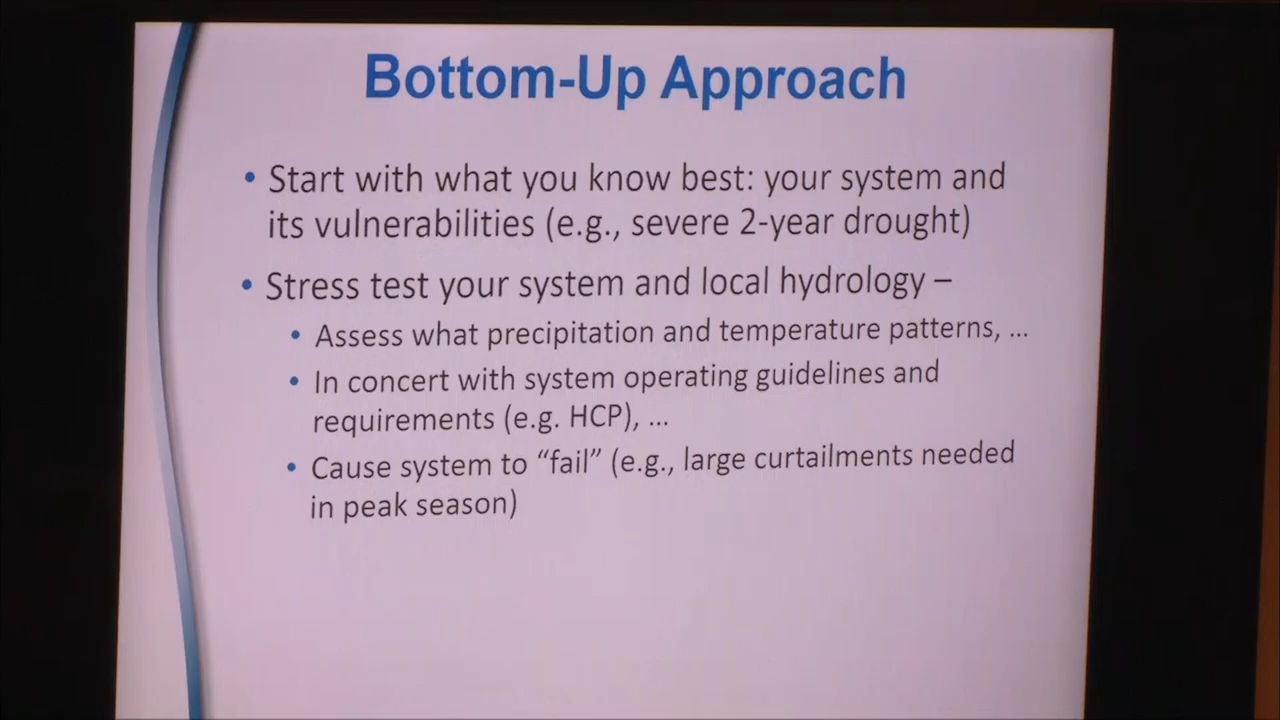 Bottom-Up Approach
• Start with what you know best: your system and
its vulnerabilities (e.g., severe 2-year drought)
• Stress test your system and local hydrology –
• Assess what precipitation and temperature patterns, ...
• In concert with system operating guidelines and
requirements (e.g. HCP), ...
• Cause system to “fail” (e.g., large curtailments needed
in peak season)